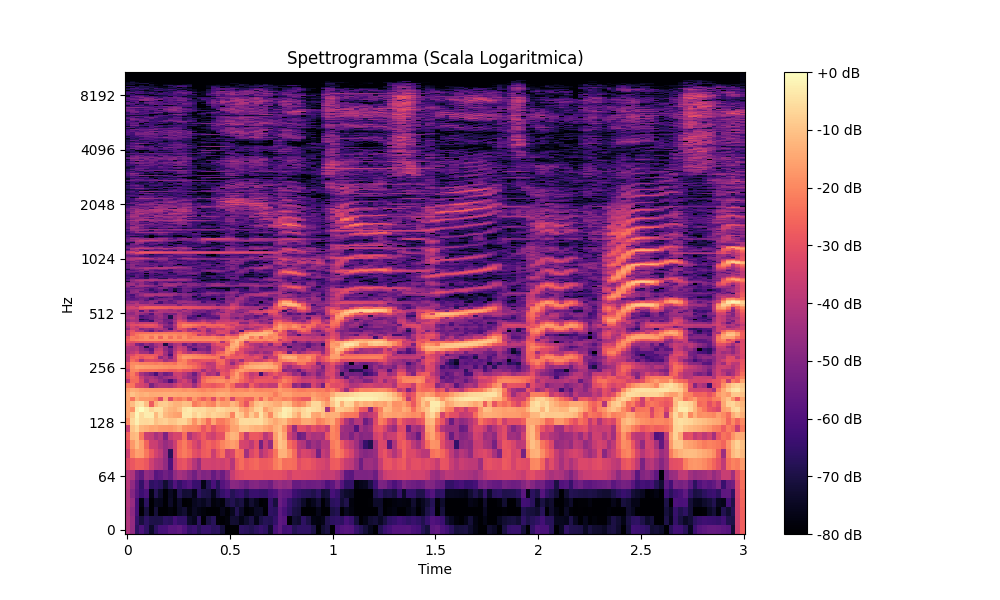 Spettrogramma (Scala Logaritmica)
Hz
8192
4096
2048
1024
512
256
128
64
0
0
0.5
1
1.5
2
2.5
3
Time
+0 dB
-10 dB
-20 dB
-30 dB
-40 dB
-50 dB
-60 dB
-70 dB
-80 dB